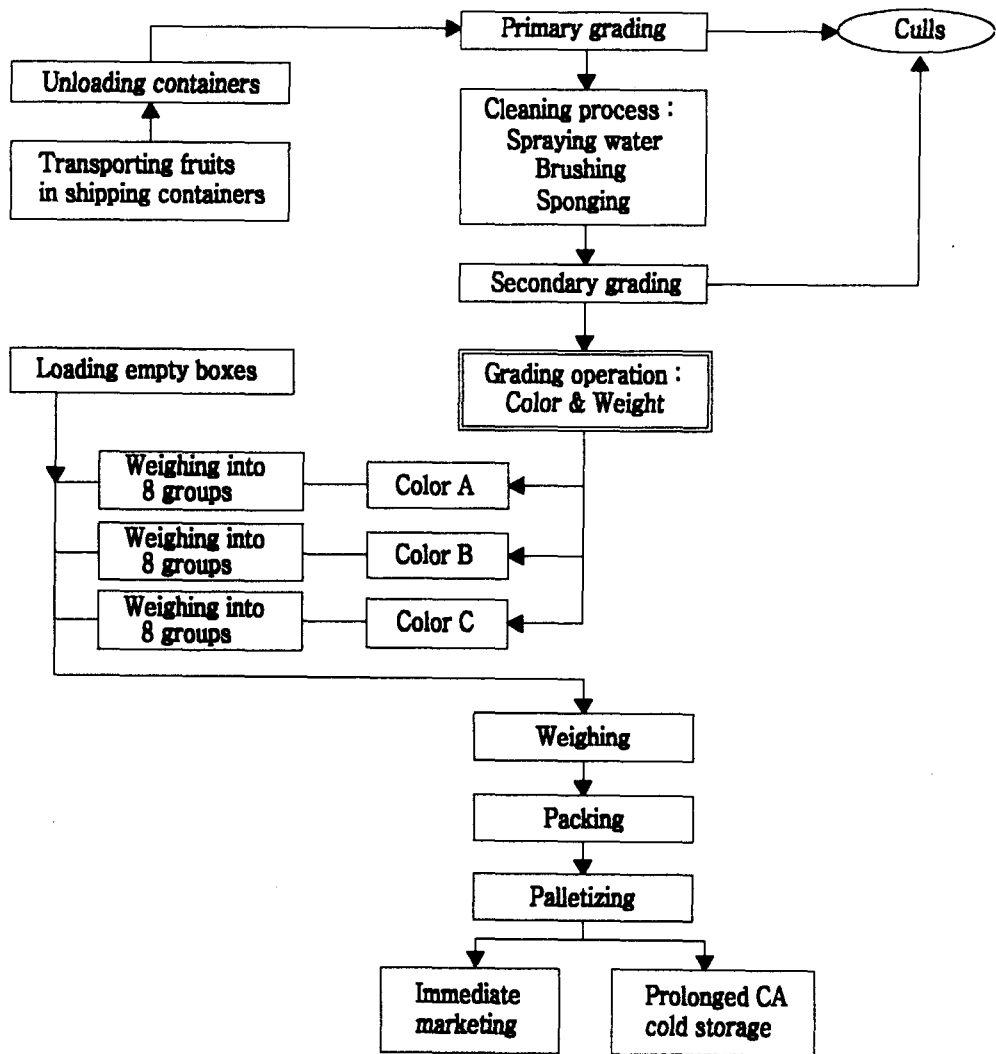 Primary grading
Culls
Unloading containers
Transporting fruits
in shipping containers
Cleaning process :
Spraying water
Brushing
Sponging
Secondary grading
Loading empty boxes
Grading operation :
Color & Weight
Weighing into
8 groups
Color A
Weighing into
8 groups
Color B
Weighing into
8 groups
Color C
Weighing
Packing
Palletizing
Immediate
marketing
Prolonged CA
cold storage